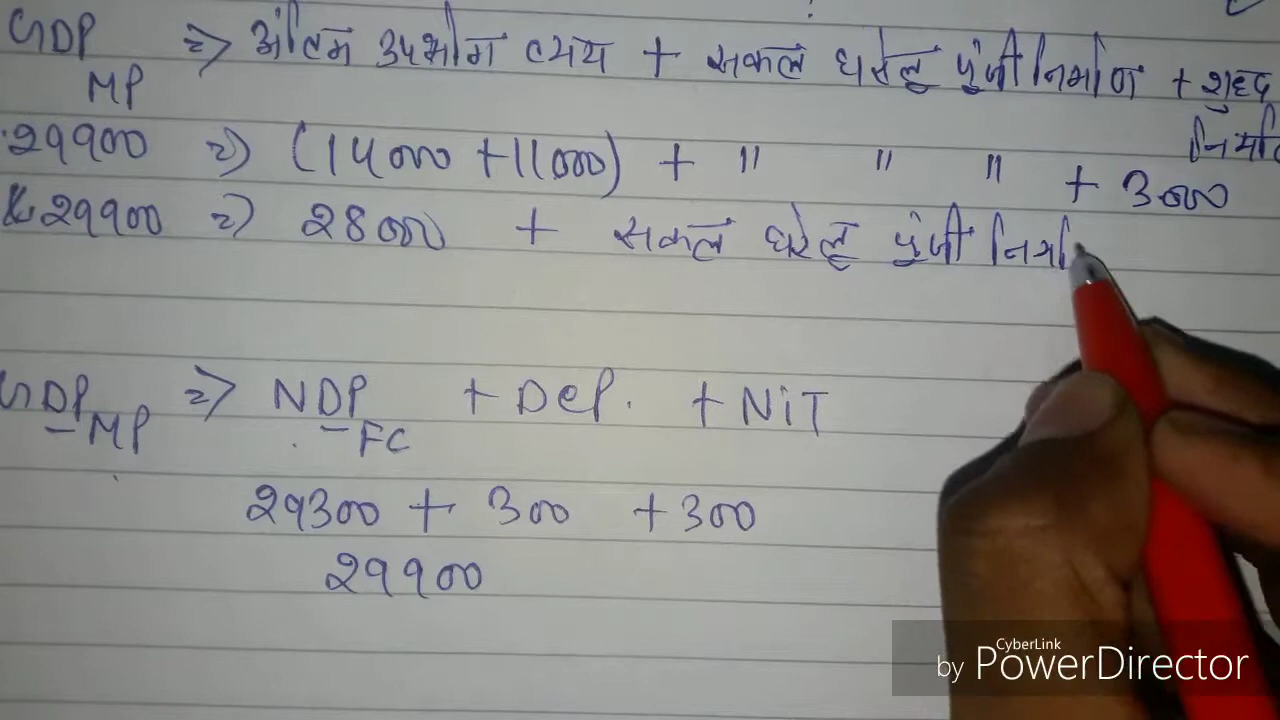 GDP ⇒ अंतिम उपभोग व्यय + सकल घरेलु पुंजी निर्माण + शुद्द
MP निर्यात
29900 ⇒ (14000 + 11000) + " " " + 3000
29900 ⇒ 28000 + सकल घरेलू पुंजी निर्मा
GDP MP ⇒ NDP FC + Dep. + NiT
29300 + 300 + 300
29900
CyberLink
by PowerDirector